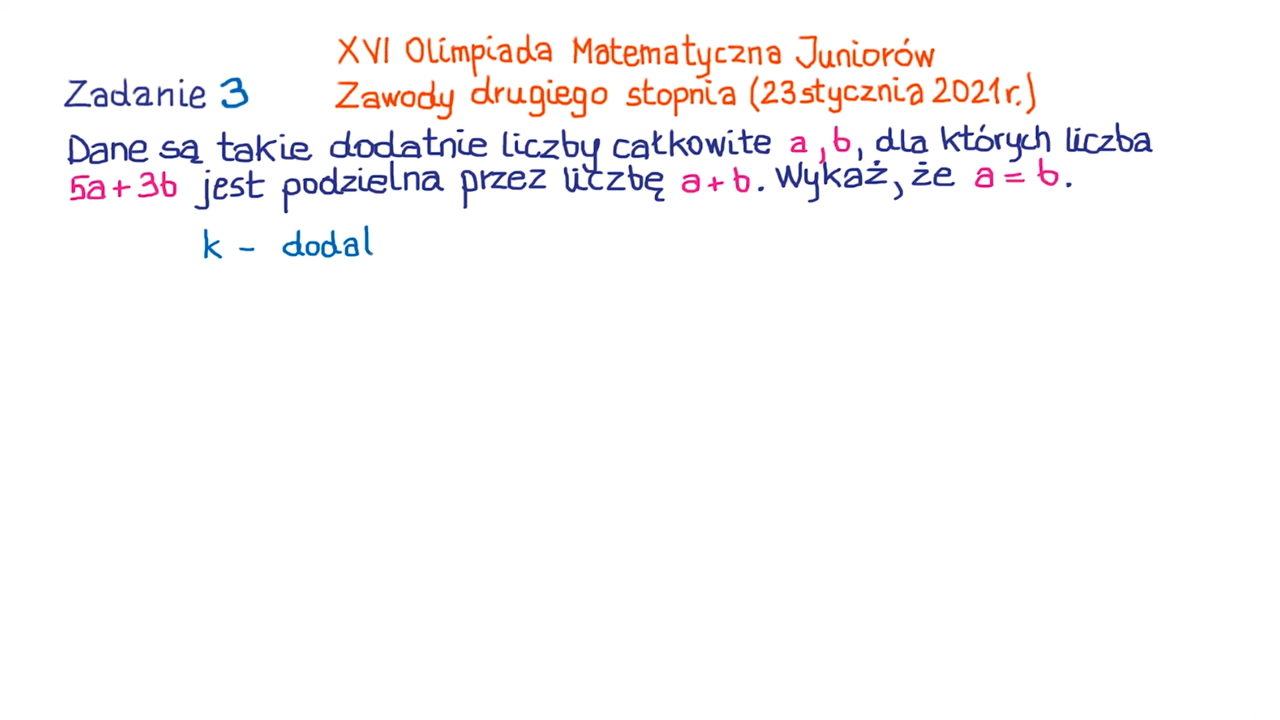 XVI Olimpiada Matematyczna Juniorów
Zadanie 3 Zawody drugiego stopnia (23 stycznia 2021 r.)
Dane są takie dodatnie liczby całkowite a, b, dla których liczba
5a + 3b jest podzielna przez liczbę a + b. Wykaż, że a = b.
k - dodal